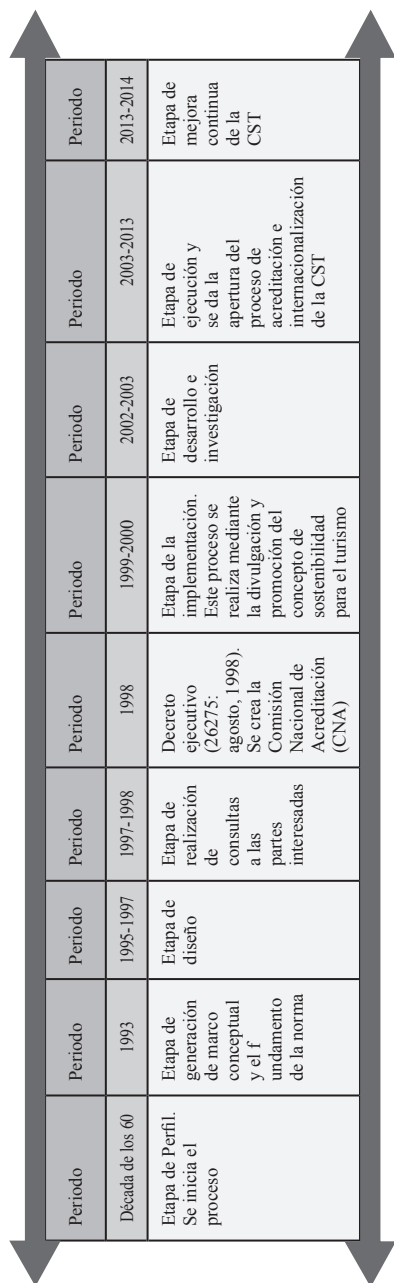 Periodo
Década de los 60
Etapa de Perfil.
Se inicia el
proceso
Periodo
1993
Etapa de
generación
de marco
conceptual
y el f
undamento
de la norma
Periodo
1995-1997
Etapa de
diseño
Periodo
1997-1998
Etapa de
realización
de
consultas
a las
partes
interesadas
Periodo
1998
Decreto
ejecutivo
(26275:
agosto, 1998).
Se crea la
Comisión
Nacional de
Acreditación
(CNA)
Periodo
1999-2000
Etapa de la
implementación.
Este proceso se
realiza mediante
la divulgación y
promoción del
concepto de
sostenibilidad
para el turismo
Periodo
2002-2003
Etapa de
desarrollo e
investigación
Periodo
2003-2013
Etapa de
ejecución y
se da la
apertura del
proceso de
acreditación e
internacionalización
de la CST
Periodo
2013-2014
Etapa de
mejora
continua
de la
CST